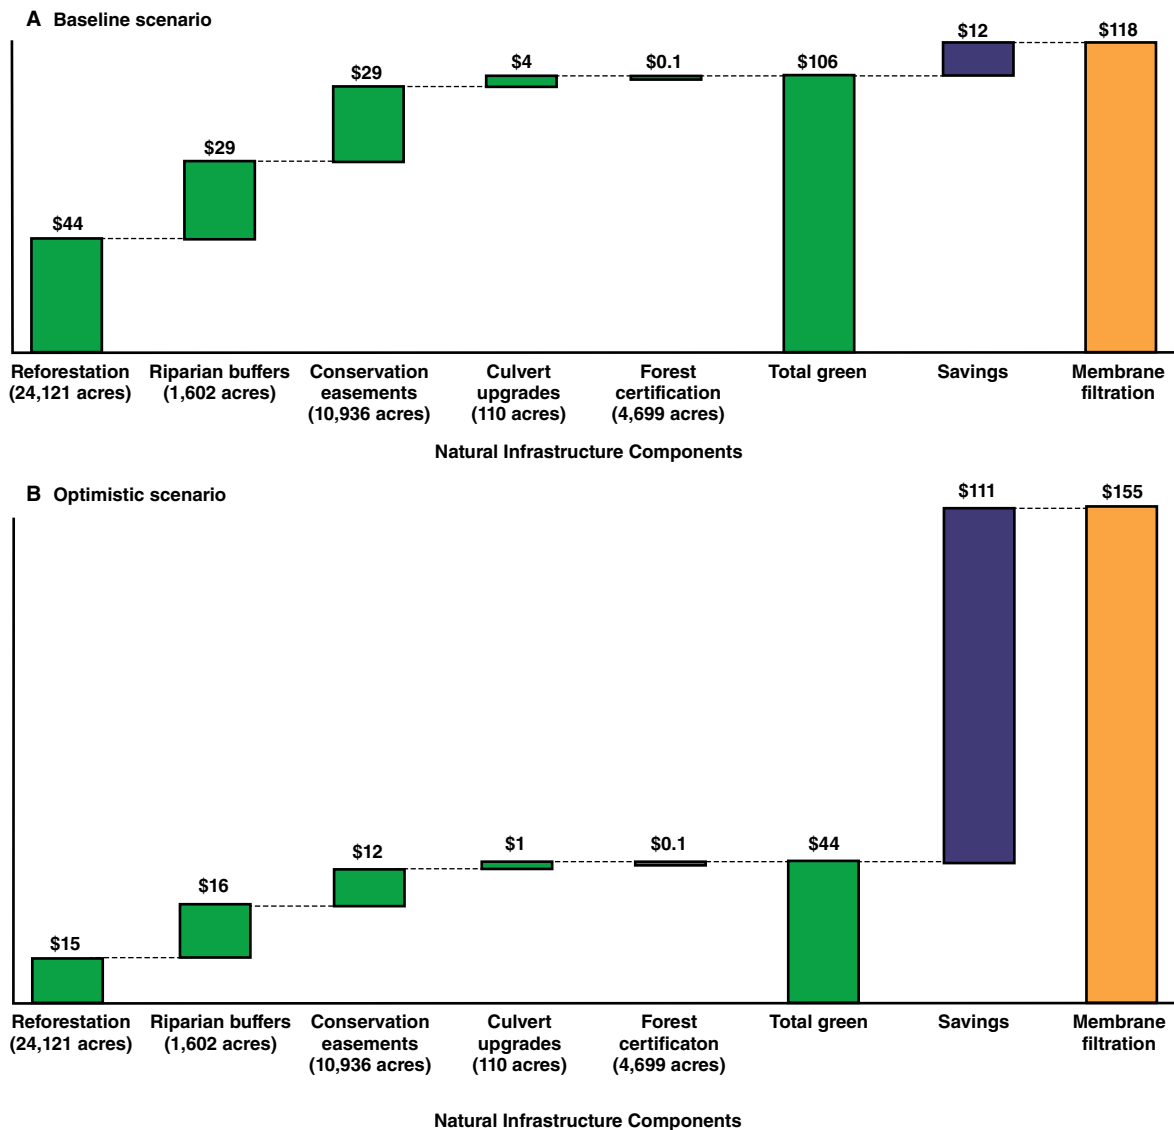 A Baseline scenario
$12
$118
$29
$4
$0.1
$106
$29
$44
Reforestation
(24,121 acres)
Riparian buffers
(1,602 acres)
Conservation
easements
(10,936 acres)
Culvert
upgrades
(110 acres)
Forest
certification
(4,699 acres)
Total green
Savings
Membrane
filtration
Natural Infrastructure Components
B Optimistic scenario
$111
$155
$12
$1
$0.1
$44
$16
$15
Reforestation
(24,121 acres)
Riparian buffers
(1,602 acres)
Conservation
easements
(10,936 acres)
Culvert
upgrades
(110 acres)
Forest
certificaton
(4,699 acres)
Total green
Savings
Membrane
filtration
Natural Infrastructure Components